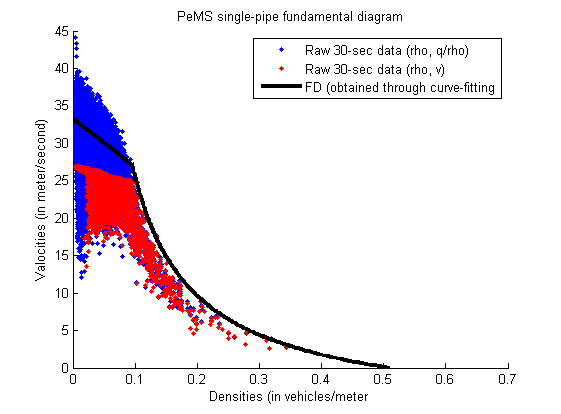 PeMS single-pipe fundamental diagram
Raw 30-sec data (rho, q/rho)
Raw 30-sec data (rho, v)
FD (obtained through curve-fitting
Valocities (in meter/second)
45
40
35
30
25
20
15
10
5
0
0 0.1 0.2 0.3 0.4 0.5 0.6 0.7
Densities (in vehicles/meter